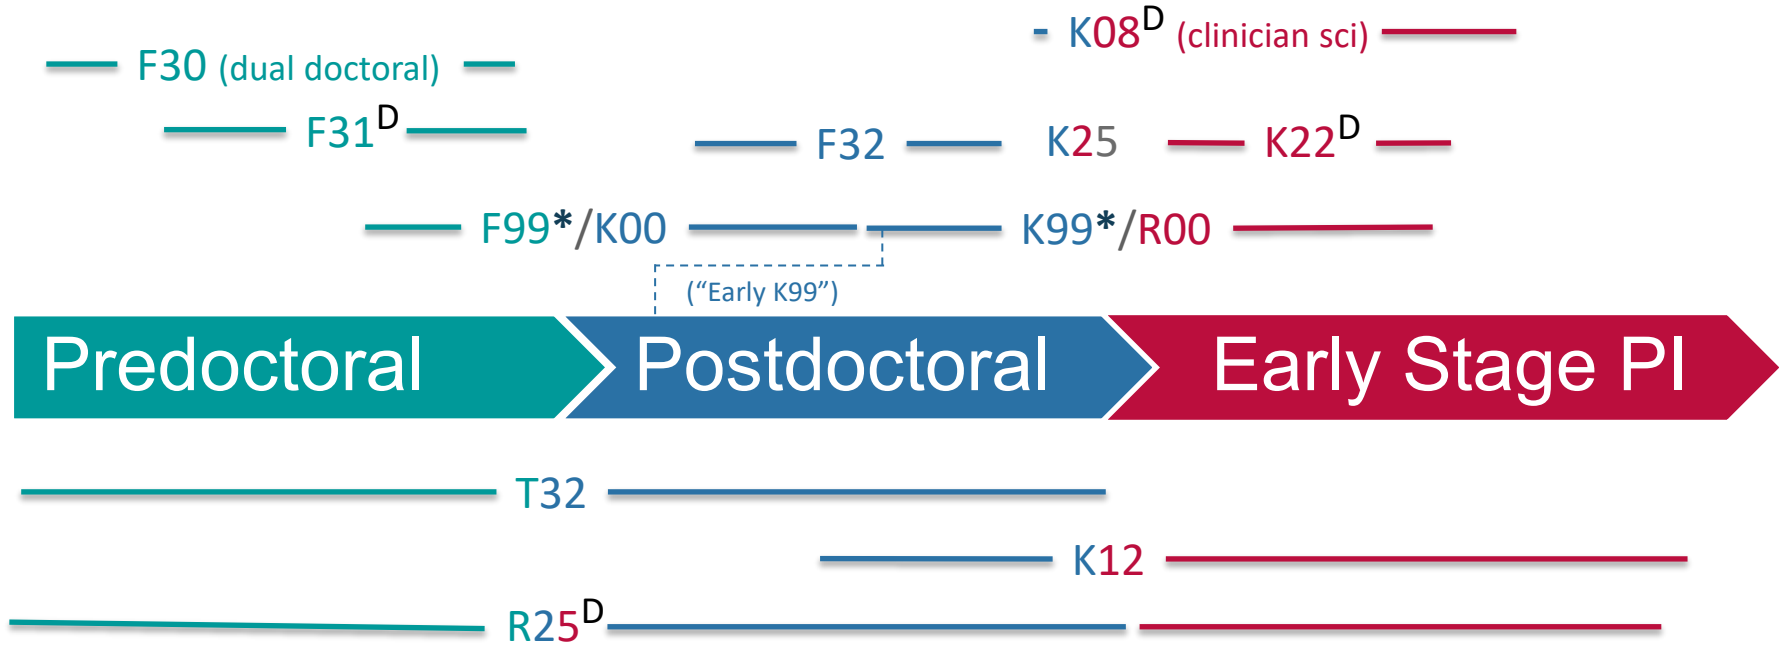 K08D (clinician sci)
F30 (dual doctoral)
F31D
F32 K25 K22D
F99*/K00 K99*/R00
(“Early K99”)
Predoctoral Postdoctoral Early Stage PI
T32
K12
R25D